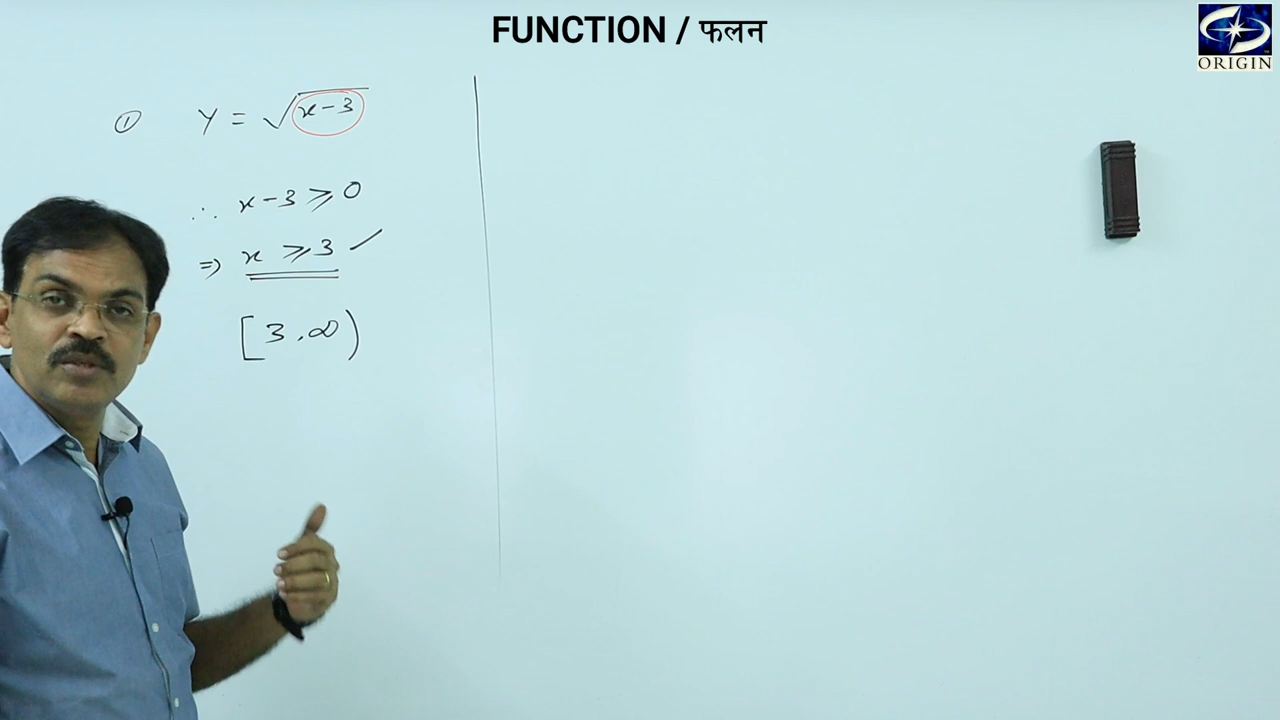 FUNCTION / फलन
ORIGIN
① Y = √x-3
∴ x-3 ⩾ 0
⇒ x ⩾ 3 ✓
[3, ∞)